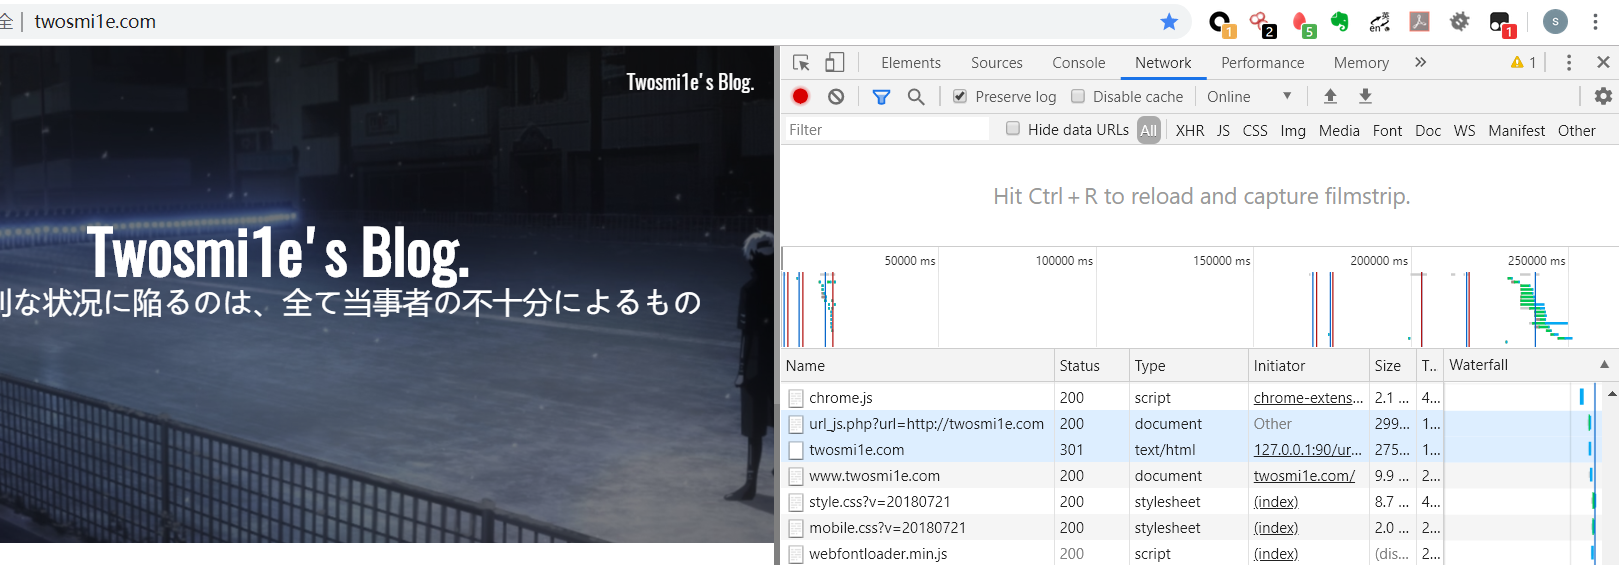 全 | twosmi1e.com
1
2
5
en 英
1
s
Twosmi1e's Blog.
Twosmi1e's Blog.
な状況に陥るのは、全て当事者の不十分によるもの
Elements Sources Console Network Performance Memory » 1
Preserve log Disable cache Online
Filter Hide data URLs All XHR JS CSS Img Media Font Doc WS Manifest Other
Hit Ctrl + R to reload and capture filmstrip.
50000 ms 100000 ms 150000 ms 200000 ms 250000 ms
Name Status Type Initiator Size T... Waterfall
chrome.js 200 script chrome-extens... 2.1 ... 4...
url_js.php?url=http://twosmi1e.com 200 document Other 299... 1...
twosmi1e.com 301 text/html 127.0.0.1:90/ur... 275... 1...
www.twosmi1e.com 200 document twosmi1e.com/ 9.9 ... 2...
style.css?v=20180721 200 stylesheet (index) 8.7 ... 4...
mobile.css?v=20180721 200 stylesheet (index) 2.0 ... 2...
webfontloader.min.js 200 script (index) (dis... 2...